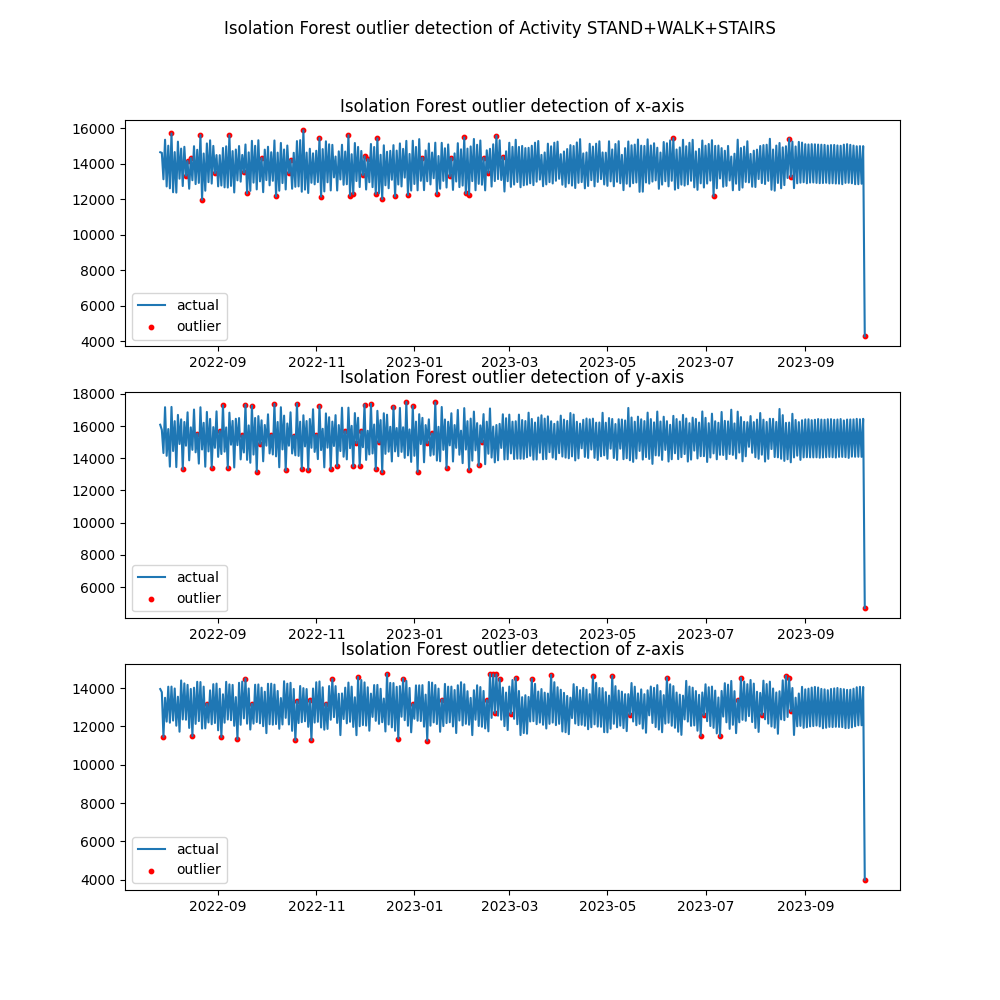 Isolation Forest outlier detection of Activity STAND+WALK+STAIRS
Isolation Forest outlier detection of x-axis
16000
14000
12000
10000
8000
6000
4000
actual
outlier
2022-09 2022-11 2023-01 2023-03 2023-05 2023-07 2023-09
Isolation Forest outlier detection of y-axis
18000
16000
14000
12000
10000
8000
6000
actual
outlier
2022-09 2022-11 2023-01 2023-03 2023-05 2023-07 2023-09
Isolation Forest outlier detection of z-axis
14000
12000
10000
8000
6000
4000
actual
outlier
2022-09 2022-11 2023-01 2023-03 2023-05 2023-07 2023-09